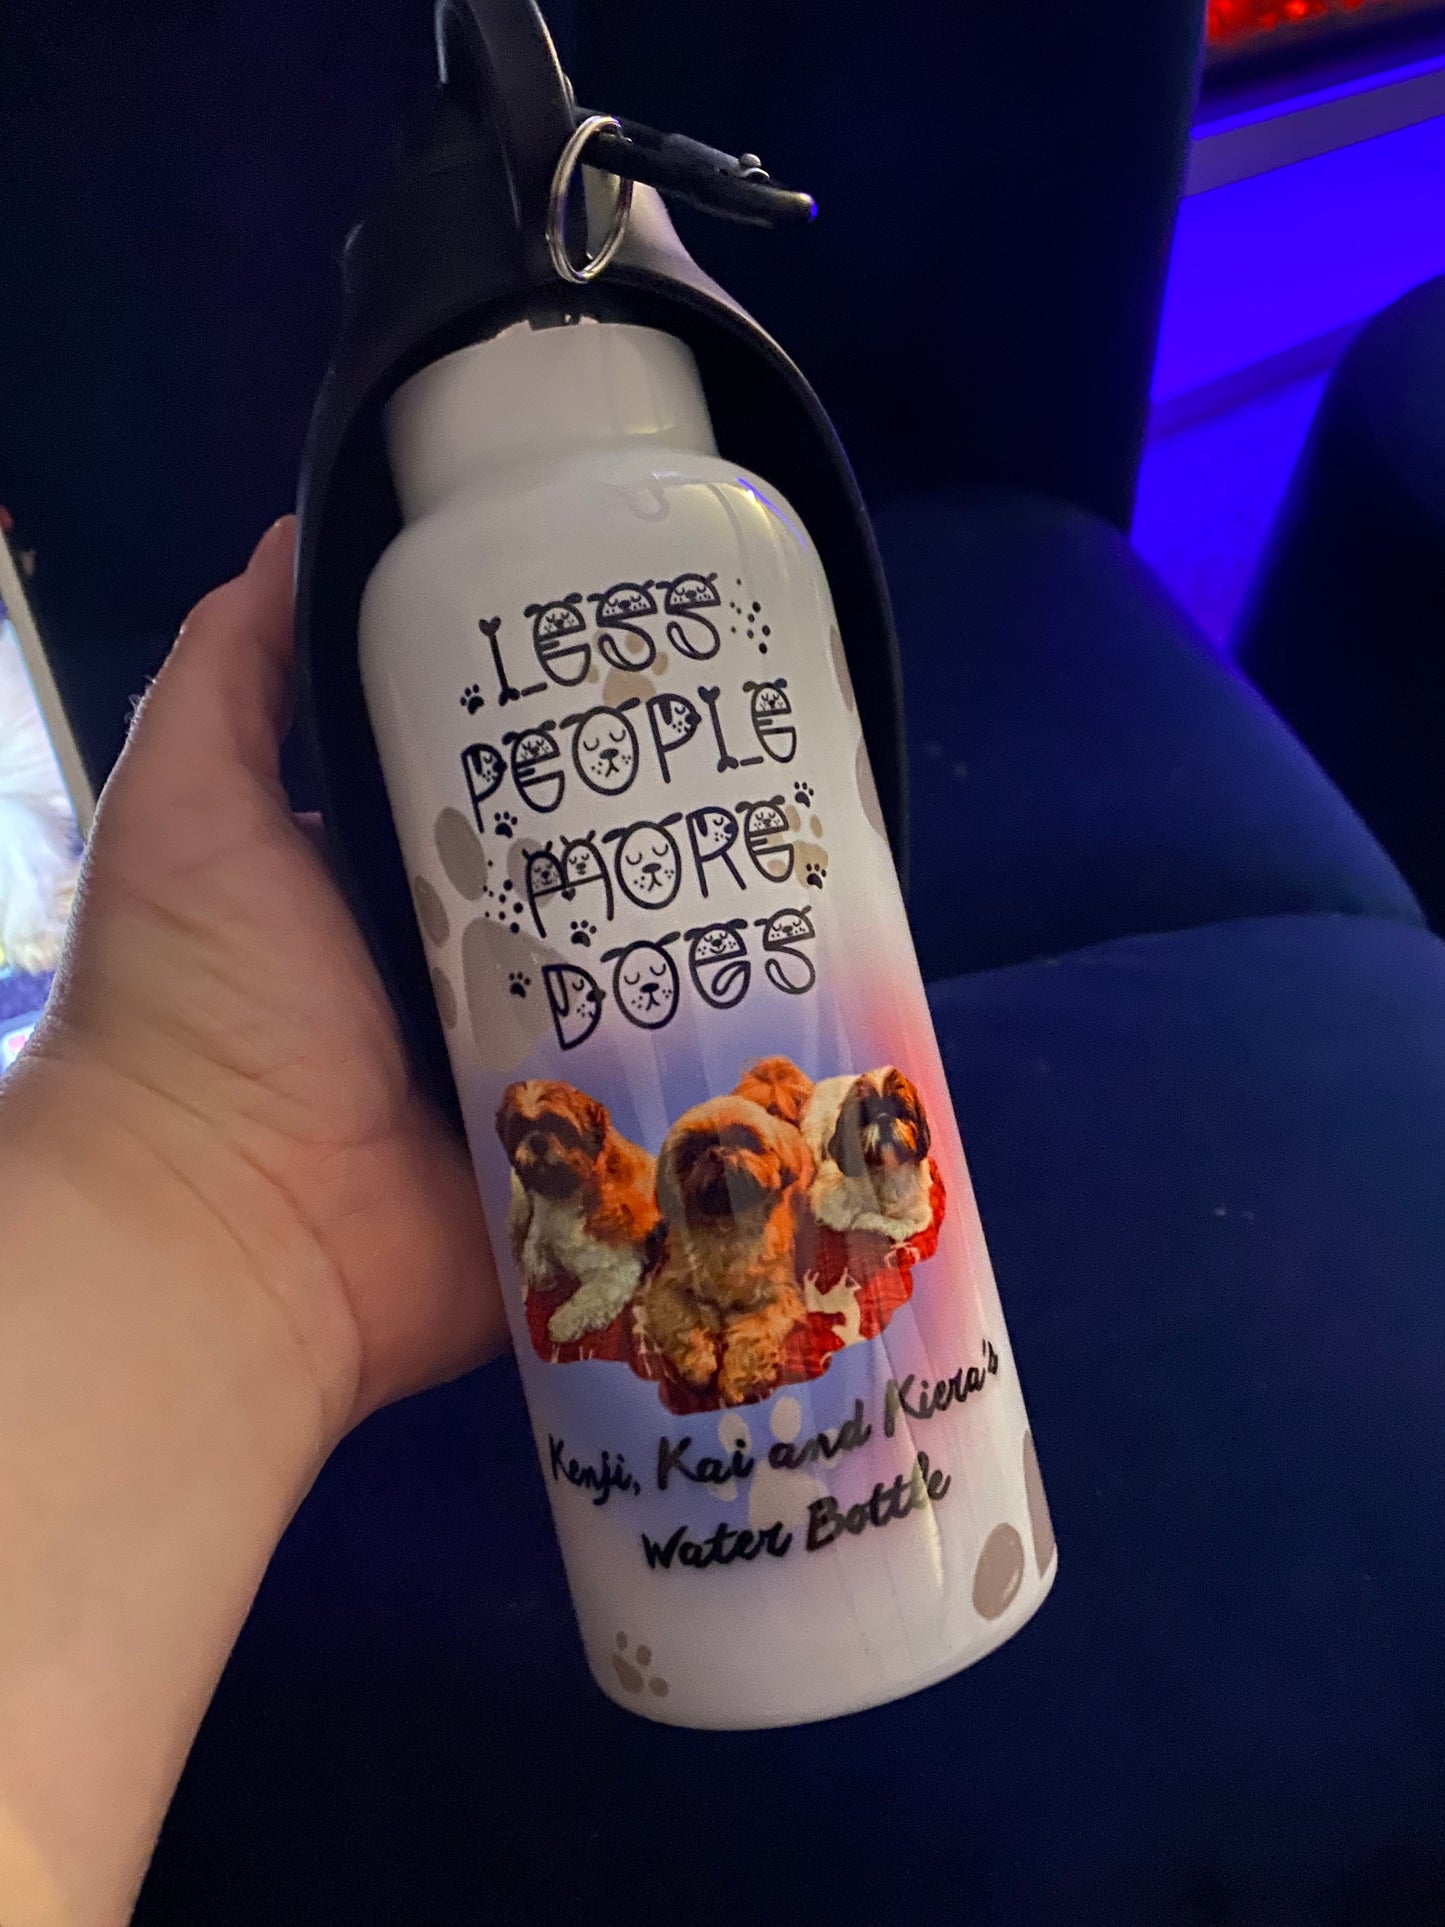 LESS
PEOPLE
MORE
DOGS
Kenji, Kai and Kiera's
Water Bottle